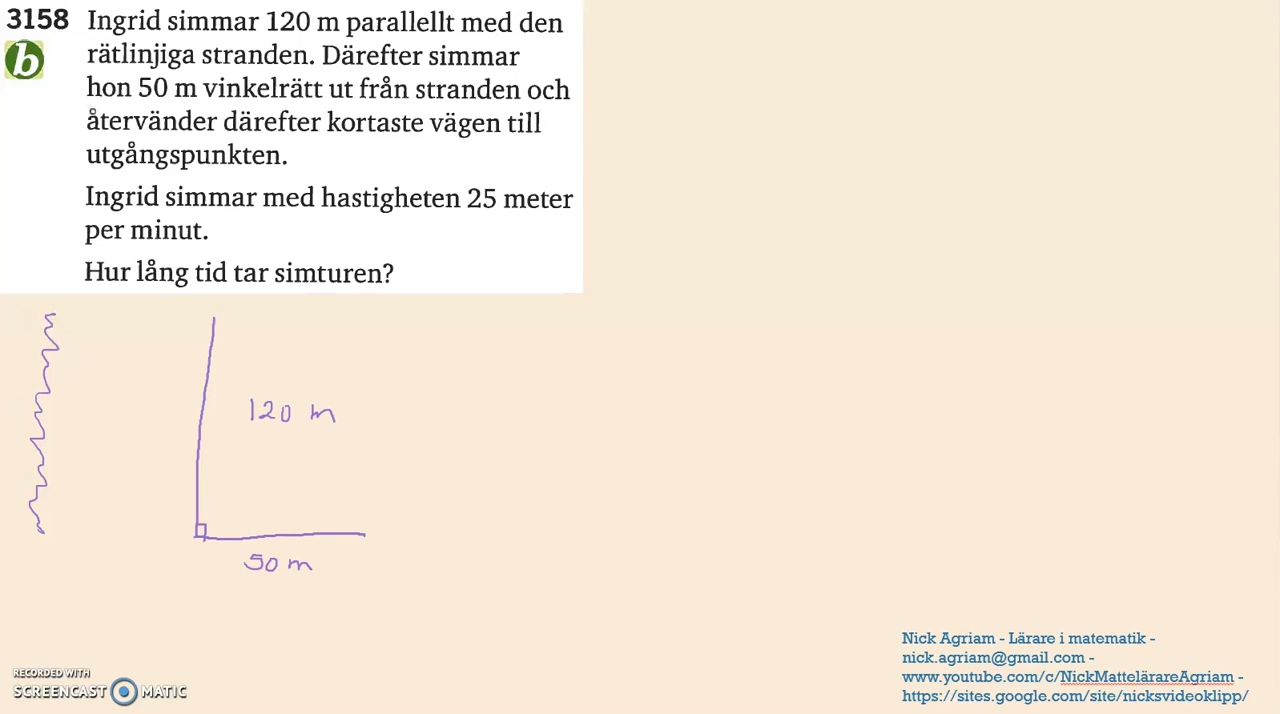 3158 Ingrid simmar 120 m parallellt med den
b rätlinjiga stranden. Därefter simmar
hon 50 m vinkelrätt ut från stranden och
återvänder därefter kortaste vägen till
utgångspunkten.
Ingrid simmar med hastigheten 25 meter
per minut.
Hur lång tid tar simturen?
120 m
50 m
Nick Agriam - Lärare i matematik -
nick.agriam@gmail.com -
www.youtube.com/c/NickMattelärareAgriam -
https://sites.google.com/site/nicksvideoklipp/
RECORDED WITH
SCREENCAST MATIC